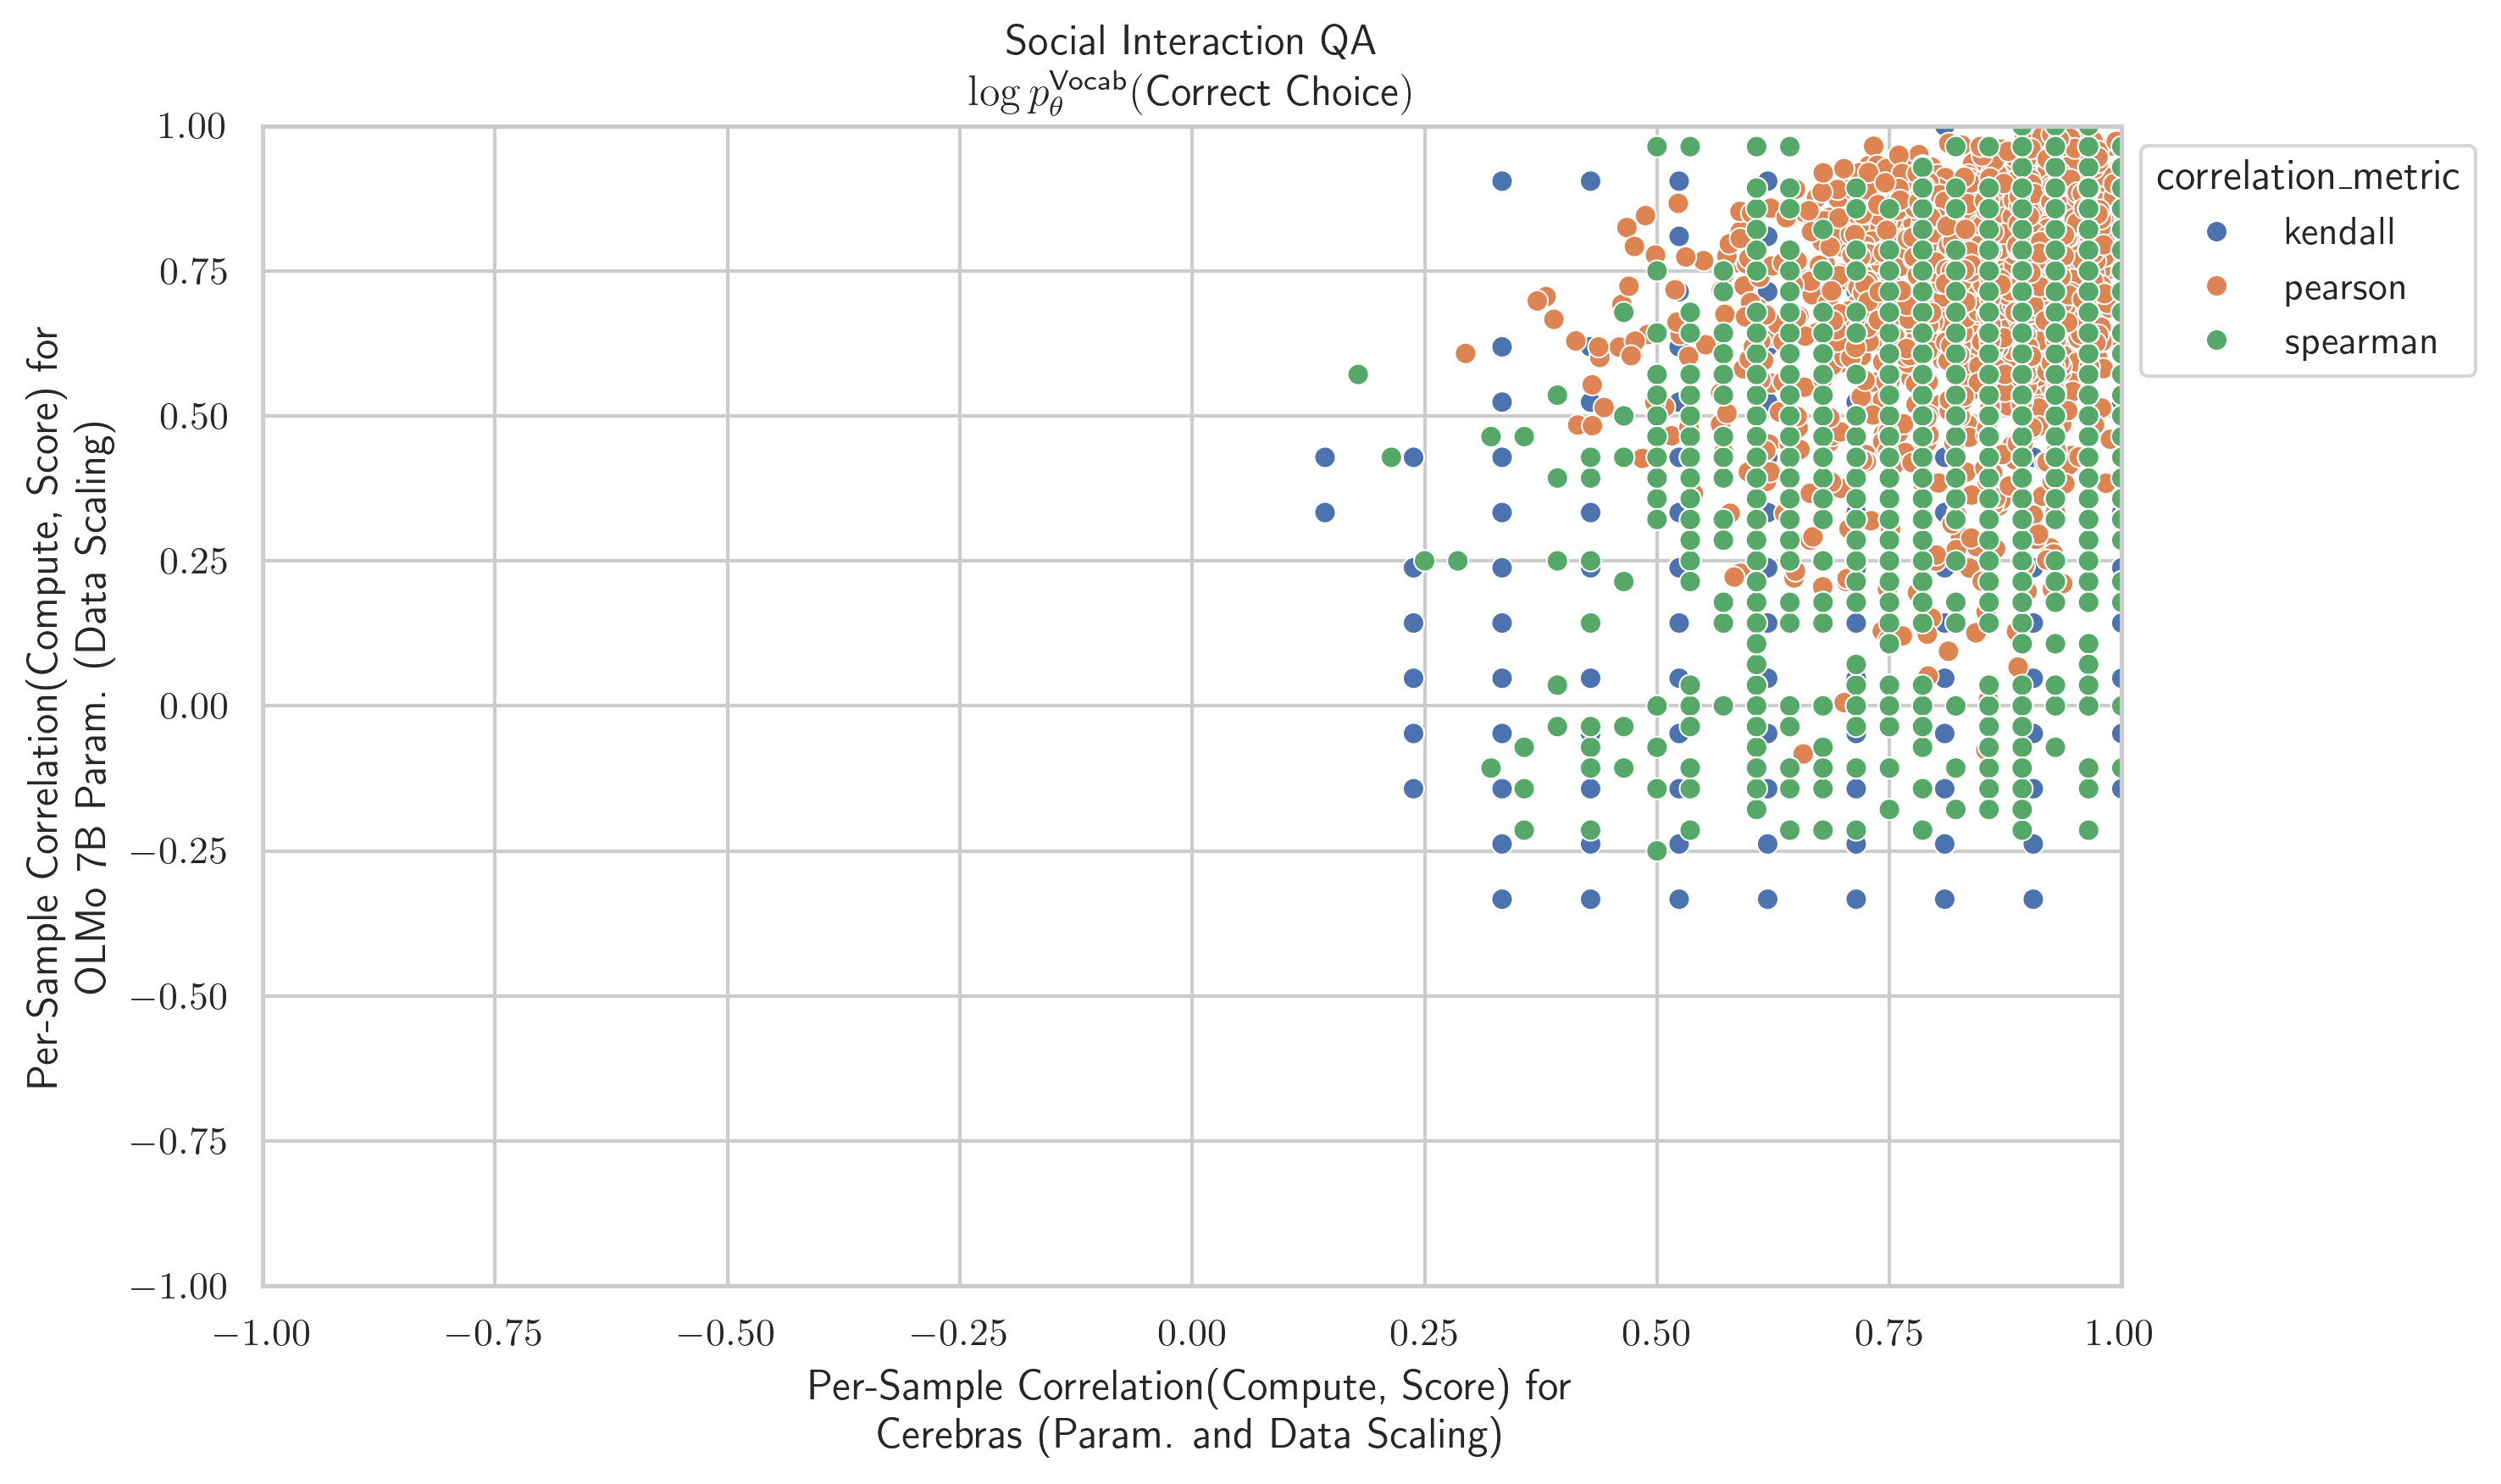 Social Interaction QA
log p_θ^Vocab(Correct Choice)
1.00
0.75
0.50
0.25
0.00
−0.25
−0.50
−0.75
−1.00
Per-Sample Correlation(Compute, Score) for
OLMo 7B Param. (Data Scaling)
correlation_metric
kendall
pearson
spearman
−1.00 −0.75 −0.50 −0.25 0.00 0.25 0.50 0.75 1.00
Per-Sample Correlation(Compute, Score) for
Cerebras (Param. and Data Scaling)